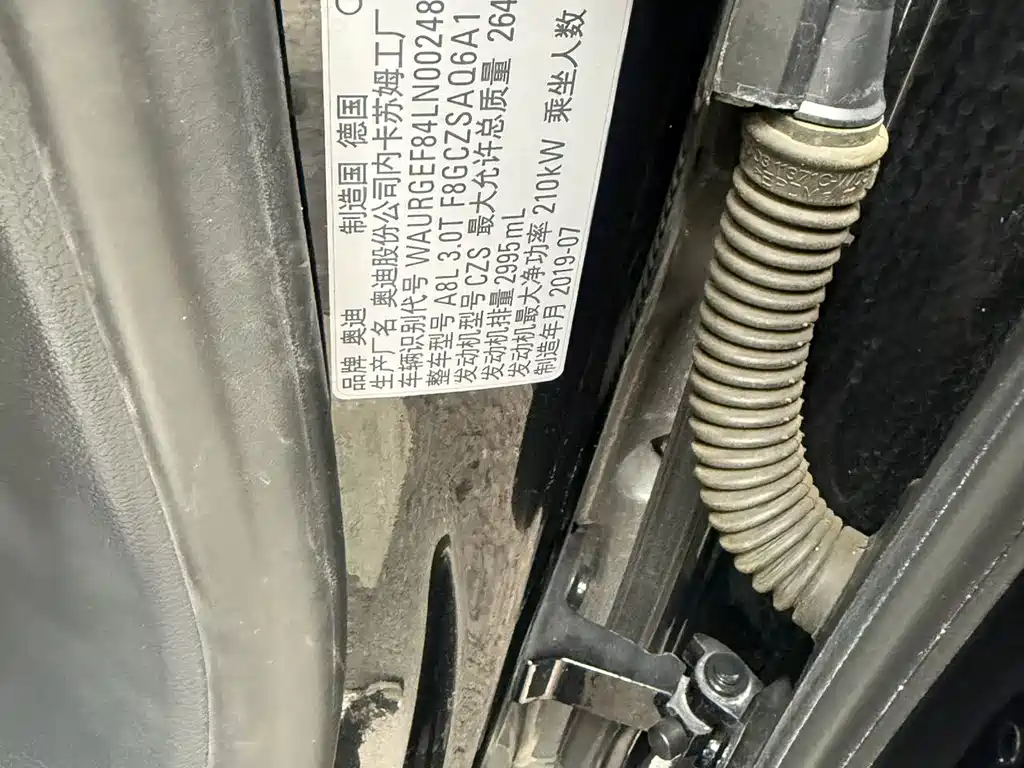 品牌 奥迪 制造国 德国
生产厂名 奥迪股份公司内卡苏姆工厂
车辆识别代号 WAURGEF84LN00248
整车型号 A8L 3.0T F8GCZSAQ6A1
发动机型号 CZS 最大允许总质量 264
发动机排量 2995mL
发动机最大净功率 210kW 乘坐人数
制造年月 2019-07